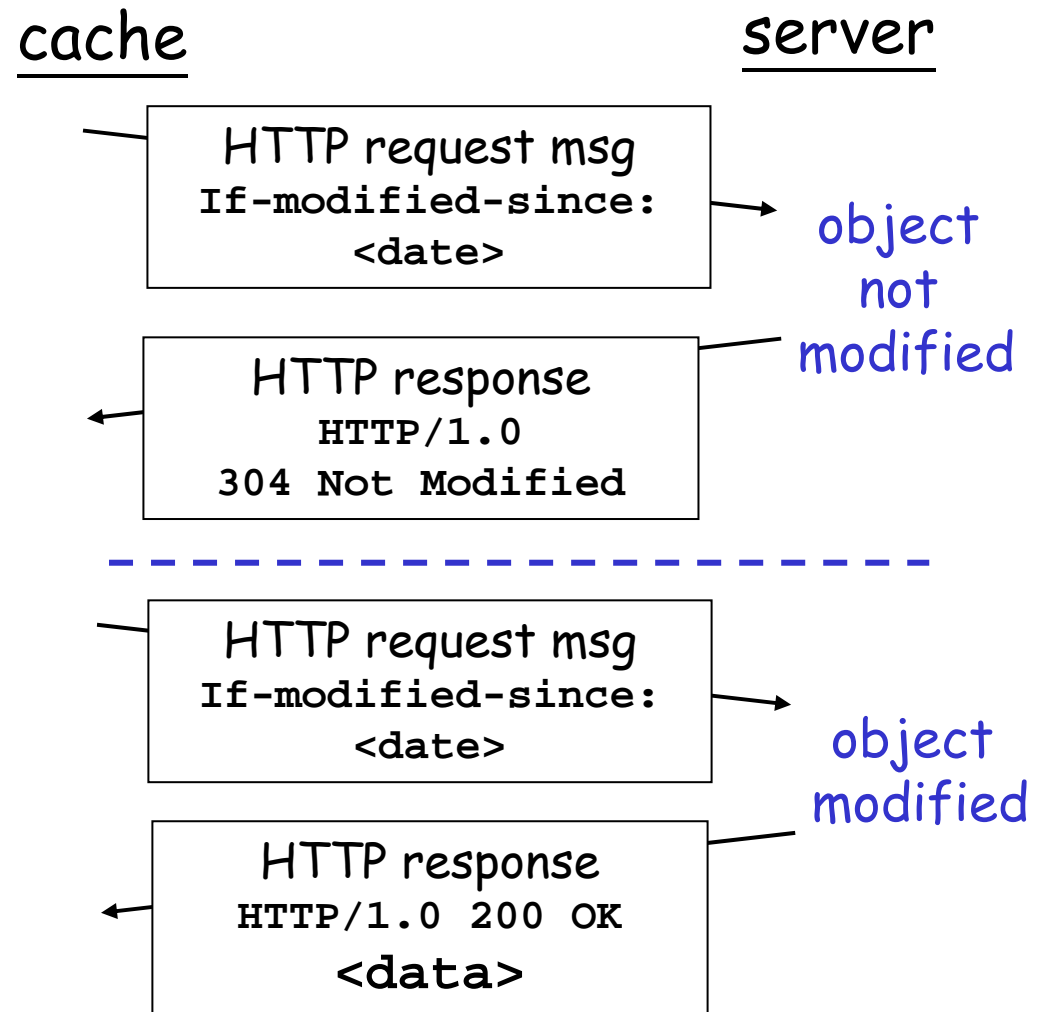 cache
server
HTTP request msg
If-modified-since:
<date>
object
not
modified
HTTP response
HTTP/1.0
304 Not Modified
HTTP request msg
If-modified-since:
<date>
object
modified
HTTP response
HTTP/1.0 200 OK
<data>